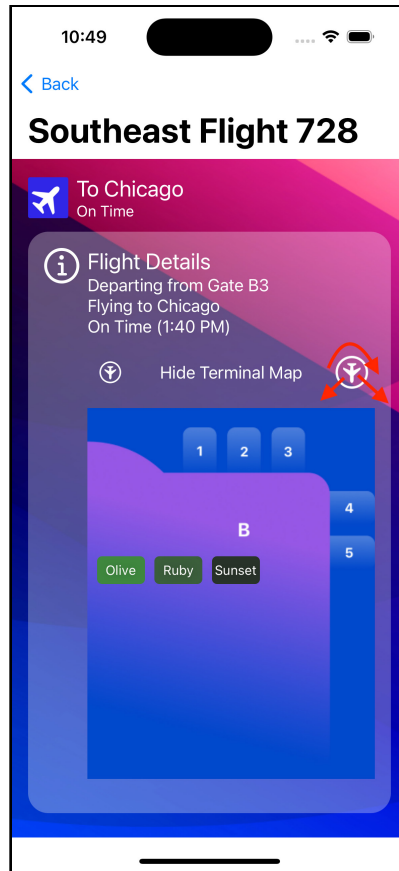 10:49
Back
Southeast Flight 728
To Chicago
On Time
Flight Details
Departing from Gate B3
Flying to Chicago
On Time (1:40 PM)
Hide Terminal Map
1 2 3
4
B
5
Olive Ruby Sunset